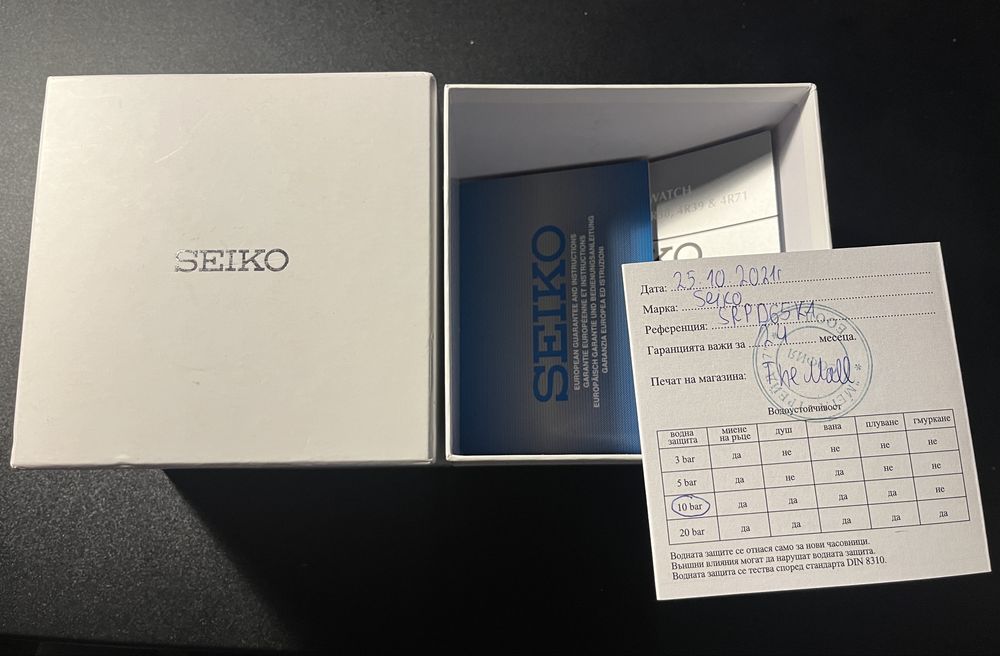 SEIKO
SEIKO
EUROPEAN GUARANTEE AND INSTRUCTIONS
GARANTIE EUROPÉENNE ET INSTRUCTIONS
EUROPÄISCH GARANTIE UND BEDIENUNGSANLEITUNG
GARANZIA EUROPEA ED ISTRUZIONI
WATCH
4R39 & 4R71
KO
Дата: 25.10.2021г
Марка: Seiko
Референция: SRPD65K1
Гаранцията важи за 24 месеца.
Печат на магазина: The Mall
СОФИЯ
Водоустойчивост
водна защита миене на ръце душ вана плуване гмуркане
3 bar да не не не не
5 bar да не да не не
10 bar да да да да не
20 bar да да да да да
Водната защите се отнася само за нови часовници.
Външни влияния могат да нарушат водната защита.
Водната защита се тества според стандарта DIN 8310.